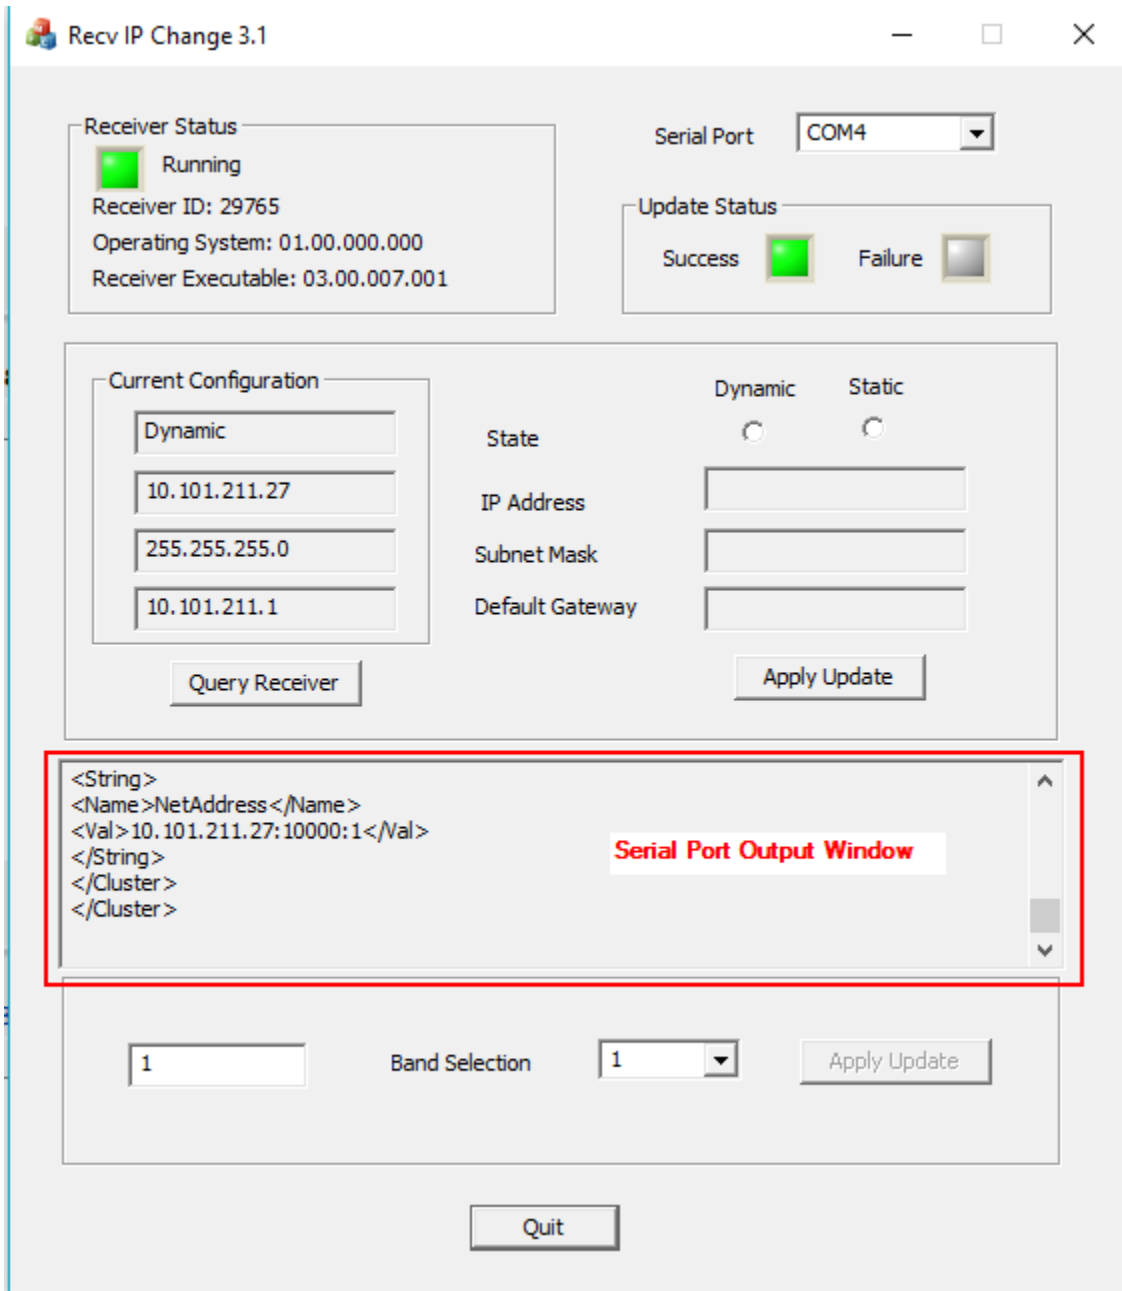 Recv IP Change 3.1
Receiver Status
Running
Receiver ID: 29765
Operating System: 01.00.000.000
Receiver Executable: 03.00.007.001
Serial Port COM4
Update Status
Success Failure
Current Configuration
Dynamic
10.101.211.27
255.255.255.0
10.101.211.1
Query Receiver
Dynamic Static
State
IP Address
Subnet Mask
Default Gateway
Apply Update
<String>
<Name>NetAddress</Name>
<Val>10.101.211.27:10000:1</Val>
</String>
</Cluster>
</Cluster>
Serial Port Output Window
1 Band Selection 1 Apply Update
Quit